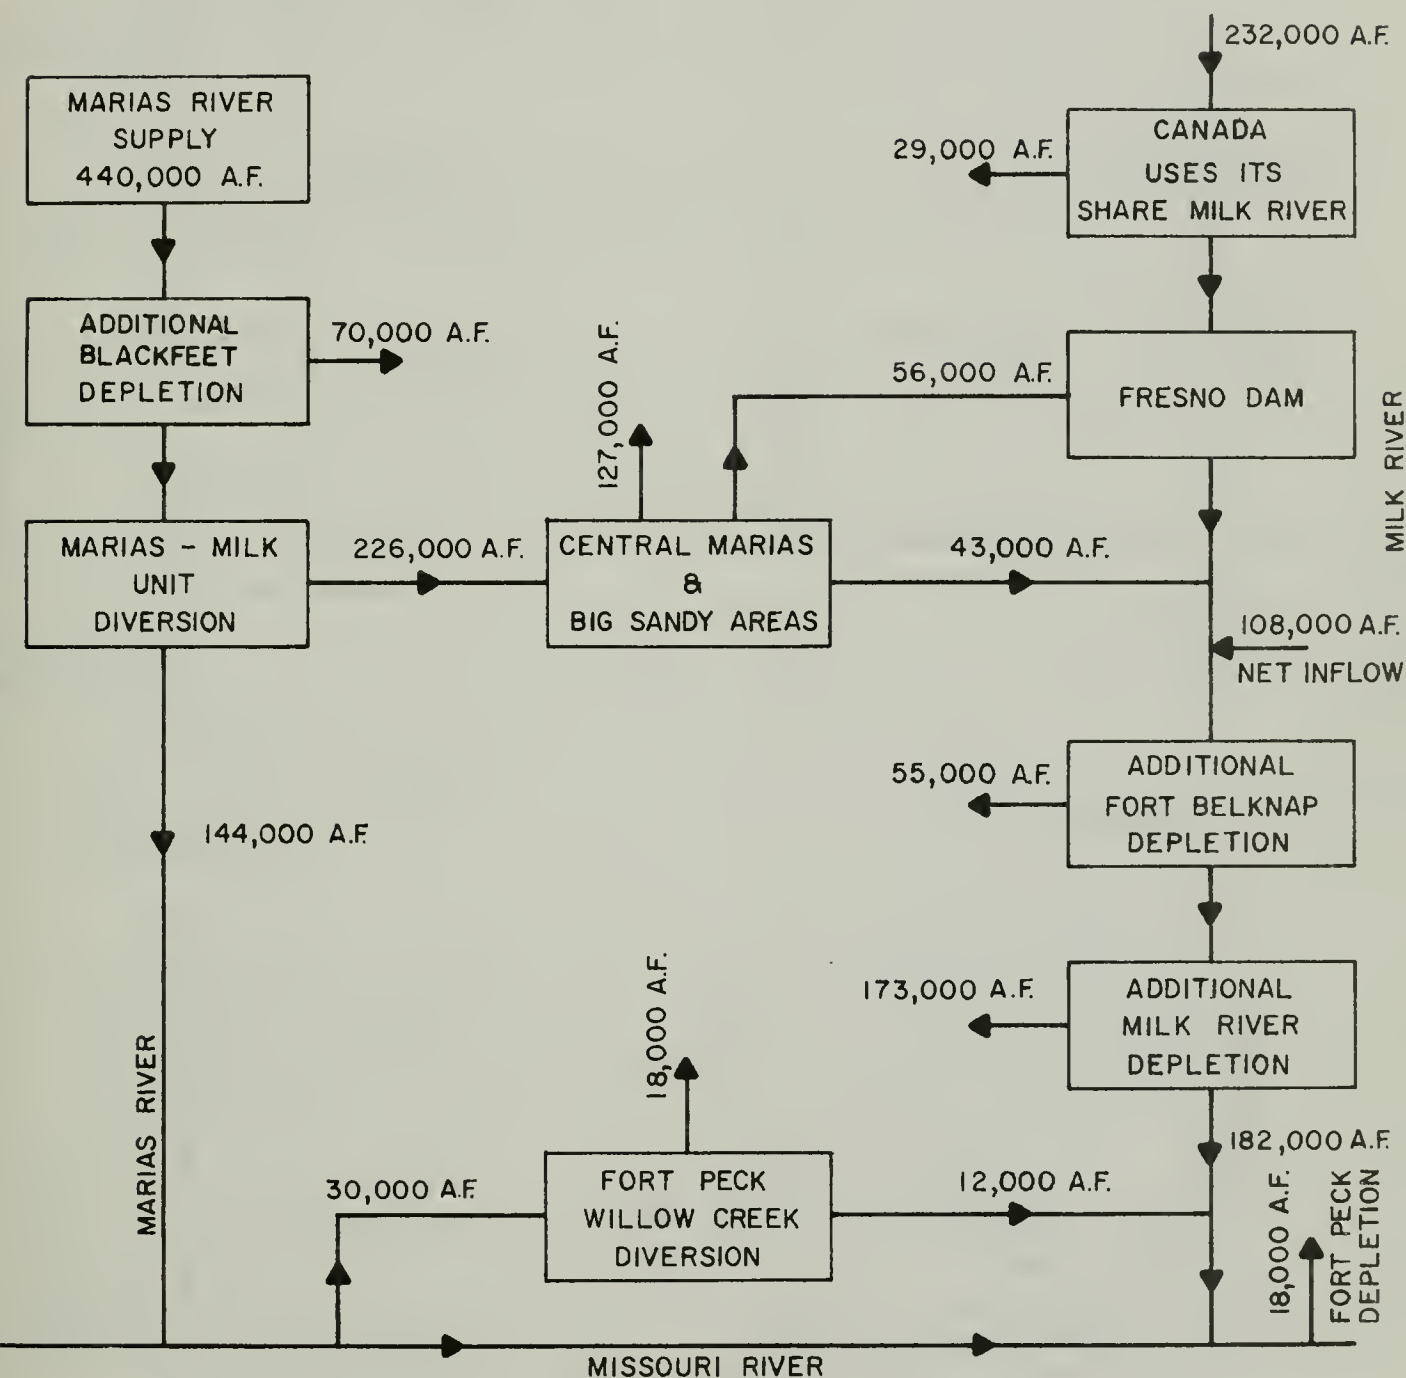 232,000 A.F.
MARIAS RIVER
SUPPLY
440,000 A.F.
CANADA
USES ITS
SHARE MILK RIVER
29,000 A.F.
ADDITIONAL
BLACKFEET
DEPLETION
70,000 A.F.
127,000 A.F.
56,000 A.F.
FRESNO DAM
MILK RIVER
MARIAS - MILK
UNIT
DIVERSION
226,000 A.F.
CENTRAL MARIAS
&
BIG SANDY AREAS
43,000 A.F.
108,000 A.F.
NET INFLOW
144,000 A.F.
55,000 A.F.
ADDITIONAL
FORT BELKNAP
DEPLETION
173,000 A.F.
ADDITIONAL
MILK RIVER
DEPLETION
MARIAS RIVER
18,000 A.F.
30,000 A.F.
FORT PECK
WILLOW CREEK
DIVERSION
12,000 A.F.
182,000 A.F.
18,000 A.F.
FORT PECK
DEPLETION
MISSOURI RIVER